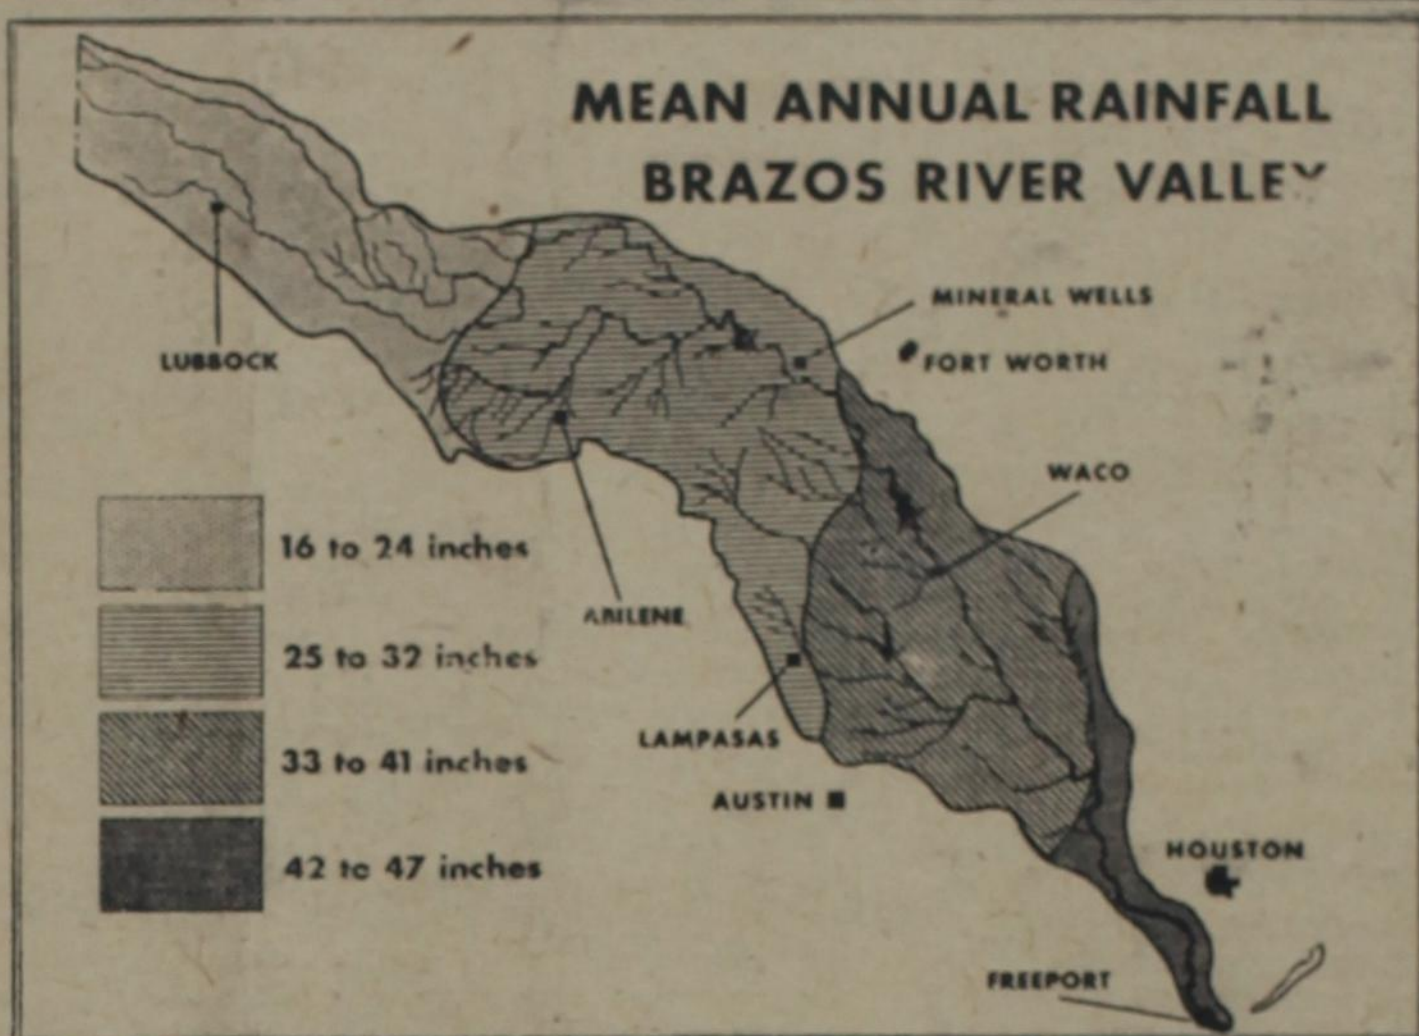 MEAN ANNUAL RAINFALL
BRAZOS RIVER VALLEY
MINERAL WELLS
FORT WORTH
LUBBOCK
WACO
16 to 24 inches
ABILENE
25 to 32 inches
LAMPASAS
33 to 41 inches
AUSTIN
HOUSTON
42 to 47 inches
FREEPORT